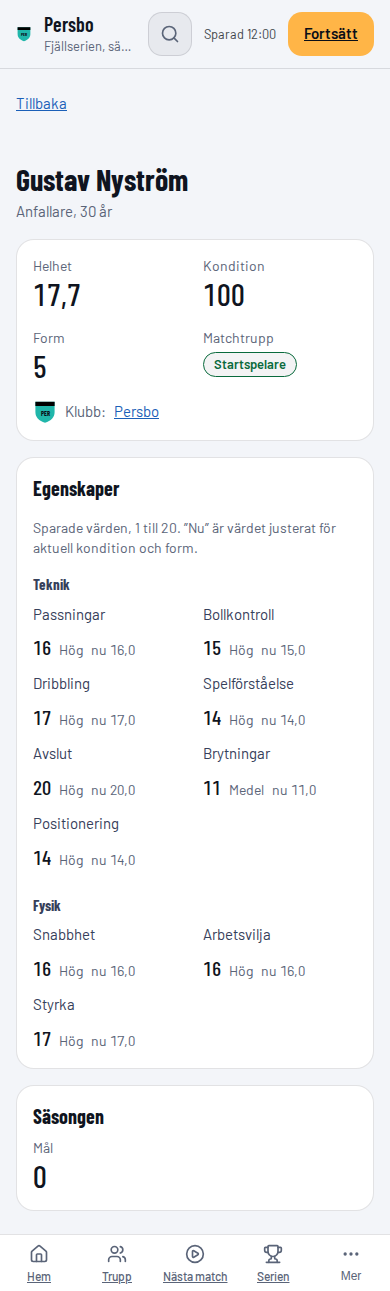 Persbo
Fjällserien, sä...
Sparad 12:00
Fortsätt
Tillbaka
Gustav Nyström
Anfallare, 30 år
Helhet
17,7
Kondition
100
Form
5
Matchtrupp
Startspelare
PER
Klubb: Persbo
Egenskaper
Sparade värden, 1 till 20. ”Nu” är värdet justerat för
aktuell kondition och form.
Teknik
Passningar
16 Hög nu 16,0
Bollkontroll
15 Hög nu 15,0
Dribbling
17 Hög nu 17,0
Spelförståelse
14 Hög nu 14,0
Avslut
20 Hög nu 20,0
Brytningar
11 Medel nu 11,0
Positionering
14 Hög nu 14,0
Fysik
Snabbhet
16 Hög nu 16,0
Arbetsvilja
16 Hög nu 16,0
Styrka
17 Hög nu 17,0
Säsongen
Mål
0
Hem
Trupp
Nästa match
Serien
Mer